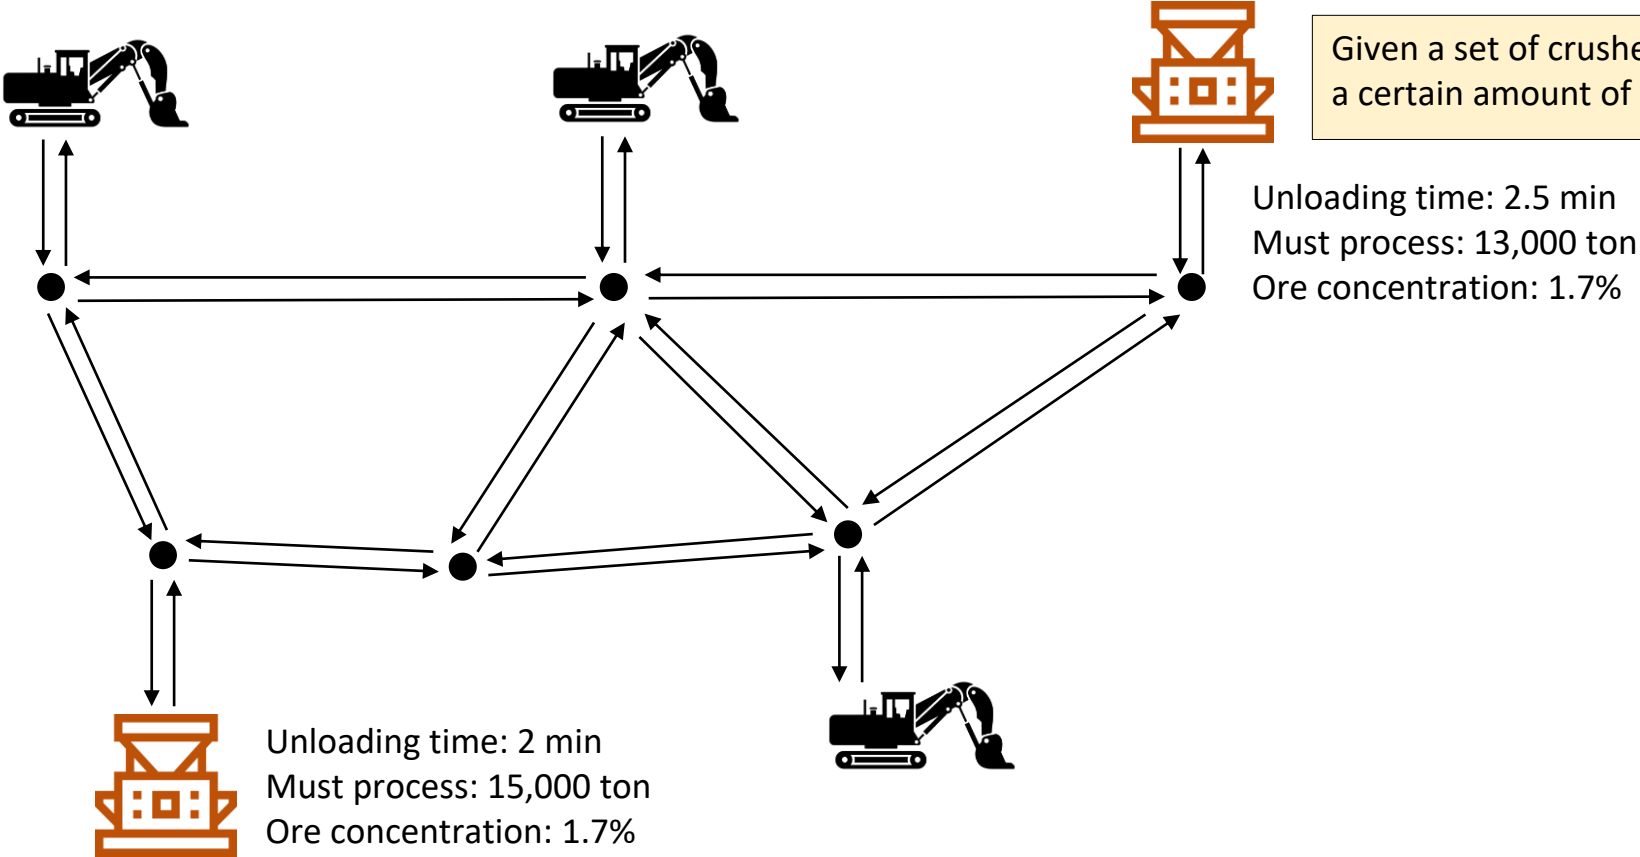 Given a set of crushe
a certain amount of
Unloading time: 2.5 min
Must process: 13,000 ton
Ore concentration: 1.7%
Unloading time: 2 min
Must process: 15,000 ton
Ore concentration: 1.7%